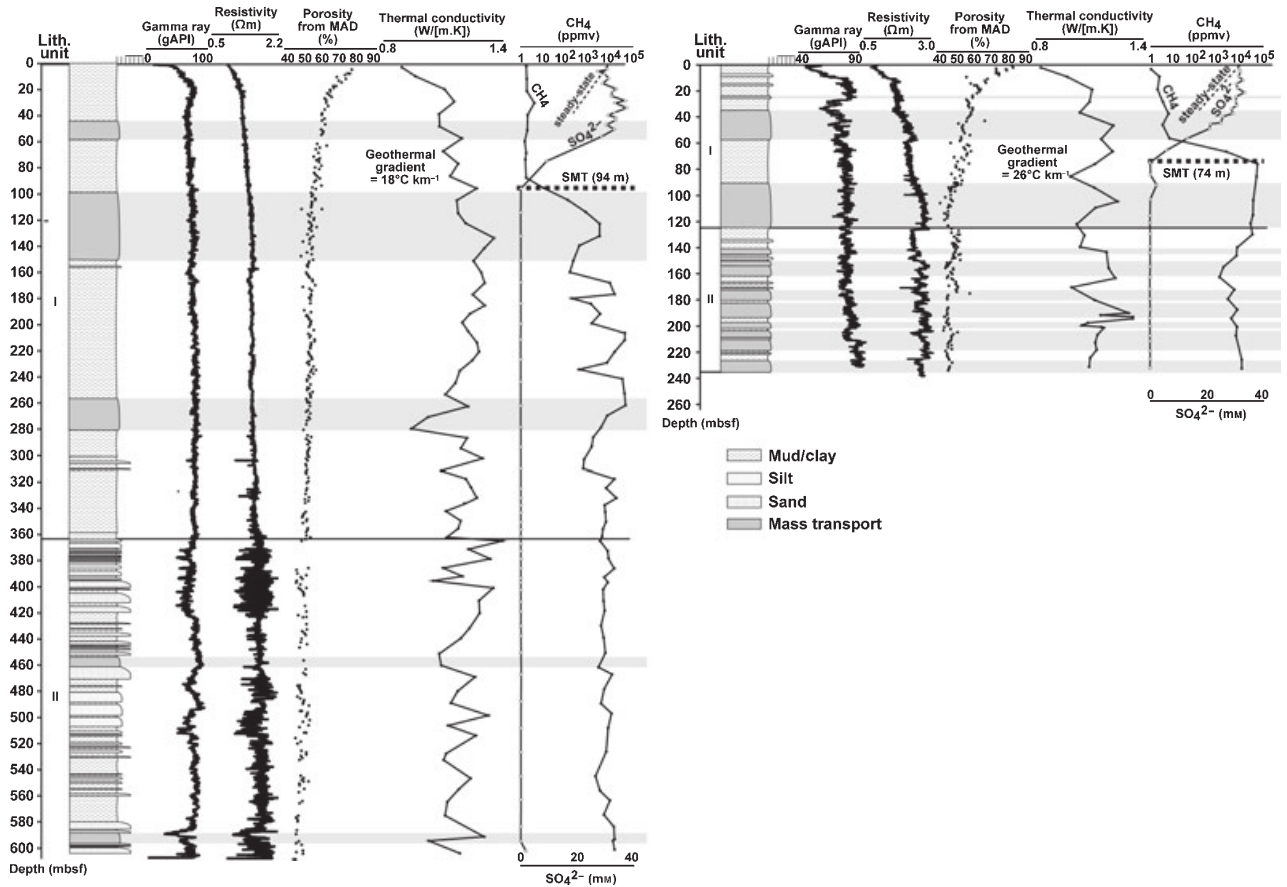 Lith. unit
Gamma ray (gAPI)
0 100
Resistivity (Ωm)
0.5 2.2
Porosity from MAD (%)
40 50 60 70 80 90
Thermal conductivity (W/[m.K])
0.8 1.4
CH4 (ppmv)
1 10 10² 10³ 10⁴ 10⁵
0
20
40
60
80
100
120
140
160
180
200
220
240
260
280
300
320
340
360
380
400
420
440
460
480
500
520
540
560
580
600
Depth (mbsf)
I
II
Geothermal gradient = 18°C km⁻¹
CH4
steady-state
SO₄²⁻
SMT (94 m)
0 20 40
SO₄²⁻ (mM)
Lith. unit
Gamma ray (gAPI)
40 90
Resistivity (Ωm)
0.5 3.0
Porosity from MAD (%)
40 50 60 70 80 90
Thermal conductivity (W/[m.K])
0.8 1.4
CH4 (ppmv)
1 10 10² 10³ 10⁴ 10⁵
0
20
40
60
80
100
120
140
160
180
200
220
240
260
Depth (mbsf)
I
II
Geothermal gradient = 26°C km⁻¹
CH4
steady-state
SO₄²⁻
SMT (74 m)
0 20 40
SO₄²⁻ (mM)
Mud/clay
Silt
Sand
Mass transport